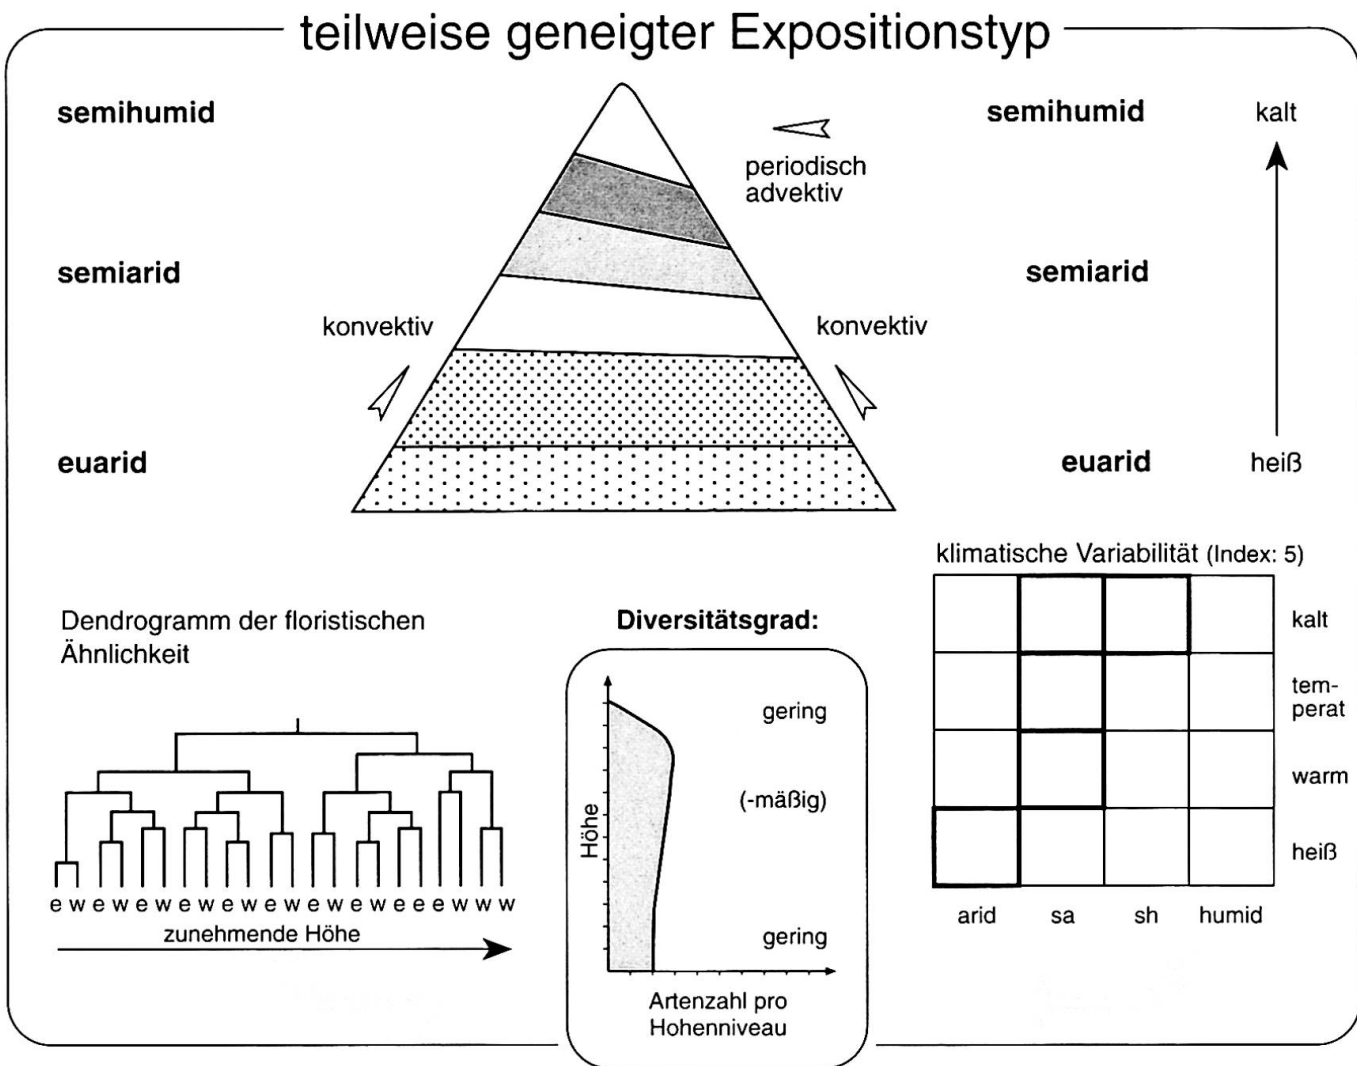 teilweise geneigter Expositionstyp
semihumid
semihumid
kalt
periodisch
advektiv
semiarid
semiarid
konvektiv
konvektiv
euarid
euarid
heiß
klimatische Variabilität (Index: 5)
kalt
tem-
perat
warm
heiß
arid sa sh humid
Dendrogramm der floristischen
Ähnlichkeit
e w e w e w e w e w e w e w e e e w w w
zunehmende Höhe
Diversitätsgrad:
gering
(-mäßig)
gering
Höhe
Artenzahl pro
Hohenniveau